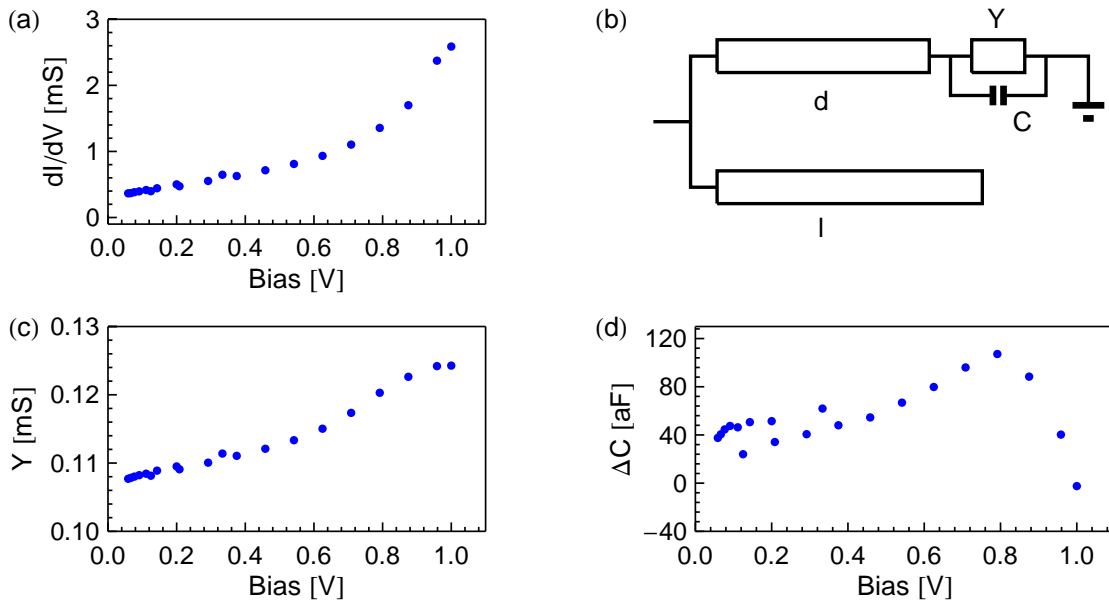 (a)
dI/dV [mS]
3
2
1
0
0.0 0.2 0.4 0.6 0.8 1.0
Bias [V]
(b)
Y
d
C
l
(c)
Y [mS]
0.13
0.12
0.11
0.10
0.0 0.2 0.4 0.6 0.8 1.0
Bias [V]
(d)
ΔC [aF]
120
80
40
0
−40
0.0 0.2 0.4 0.6 0.8 1.0
Bias [V]